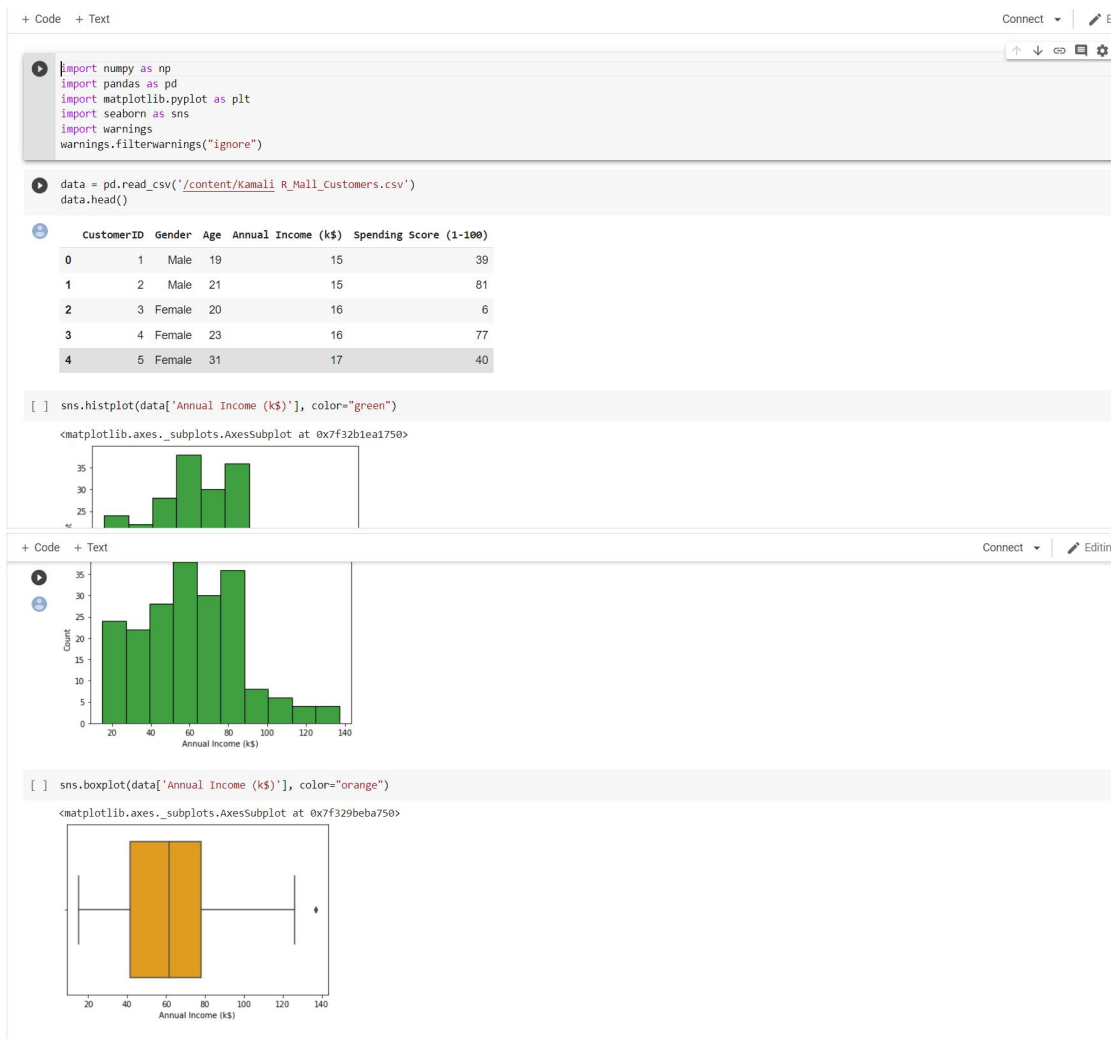 + Code + Text Connect E
import numpy as np
import pandas as pd
import matplotlib.pyplot as plt
import seaborn as sns
import warnings
warnings.filterwarnings("ignore")
data = pd.read_csv('/content/Kamali R_Mall_Customers.csv')
data.head()
CustomerID Gender Age Annual Income (k$) Spending Score (1-100)
0 1 Male 19 15 39
1 2 Male 21 15 81
2 3 Female 20 16 6
3 4 Female 23 16 77
4 5 Female 31 17 40
[ ] sns.histplot(data['Annual Income (k$)'], color="green")
<matplotlib.axes._subplots.AxesSubplot at 0x7f32b1ea1750>
35
30
25
+ Code + Text Connect Editin
35
30
25
20
15
10
5
0
Count
20 40 60 80 100 120 140
Annual Income (k$)
[ ] sns.boxplot(data['Annual Income (k$)'], color="orange")
<matplotlib.axes._subplots.AxesSubplot at 0x7f329beba750>
20 40 60 80 100 120 140
Annual Income (k$)